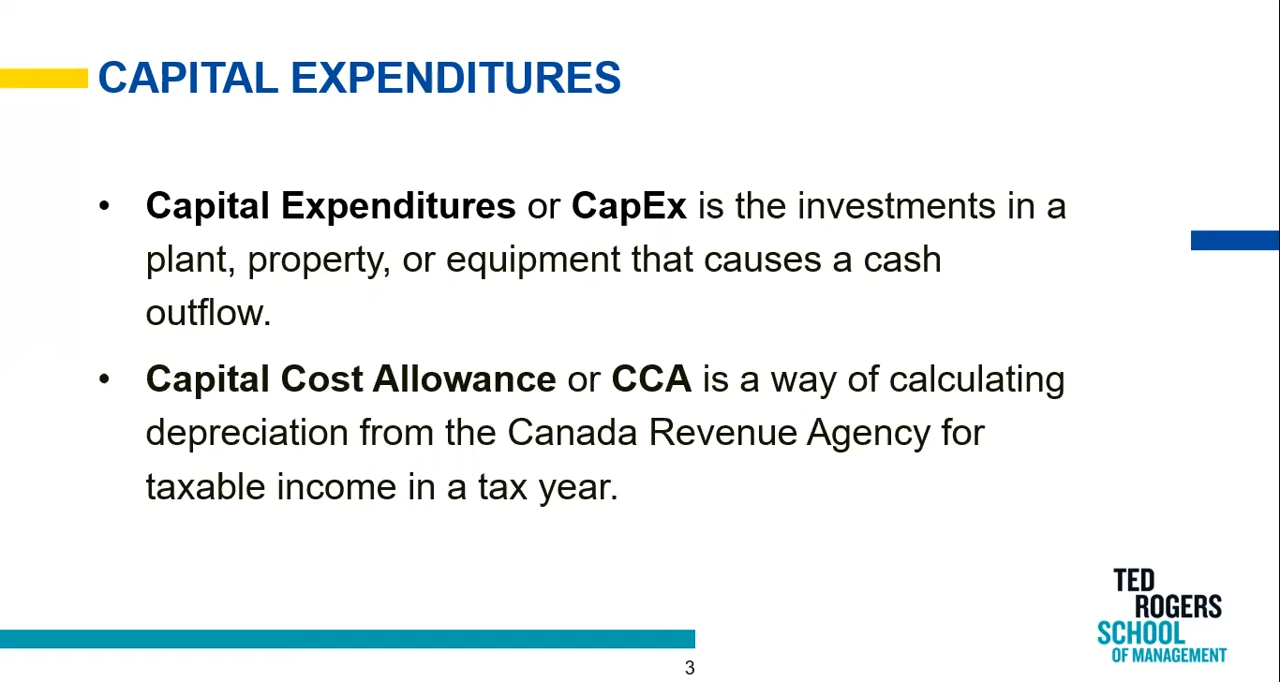 CAPITAL EXPENDITURES
• Capital Expenditures or CapEx is the investments in a
plant, property, or equipment that causes a cash
outflow.
• Capital Cost Allowance or CCA is a way of calculating
depreciation from the Canada Revenue Agency for
taxable income in a tax year.
TED
ROGERS
SCHOOL
OF MANAGEMENT
3